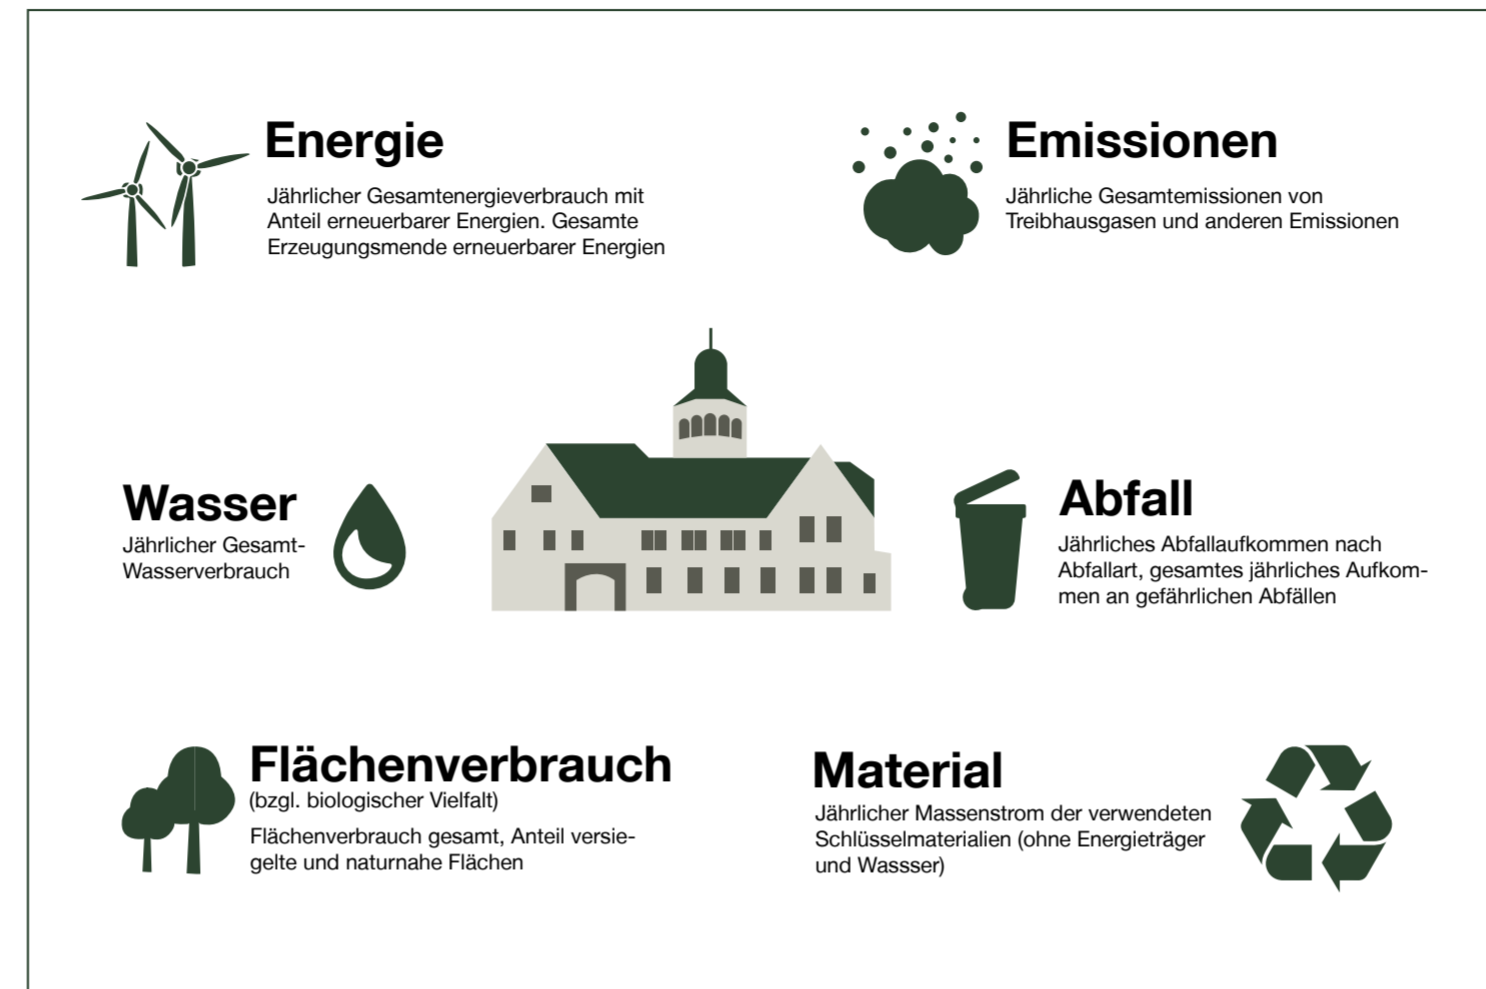 Energie
Jährlicher Gesamtenergieverbrauch mit
Anteil erneuerbarer Energien. Gesamte
Erzeugungsmende erneuerbarer Energien
Emissionen
Jährliche Gesamtemissionen von
Treibhausgasen und anderen Emissionen
Wasser
Jährlicher Gesamt-
Wasserverbrauch
Abfall
Jährliches Abfallaufkommen nach
Abfallart, gesamtes jährliches Aufkom-
men an gefährlichen Abfällen
Flächenverbrauch
(bzgl. biologischer Vielfalt)
Flächenverbrauch gesamt, Anteil versie-
gelte und naturnahe Flächen
Material
Jährlicher Massenstrom der verwendeten
Schlüsselmaterialien (ohne Energieträger
und Wassser)